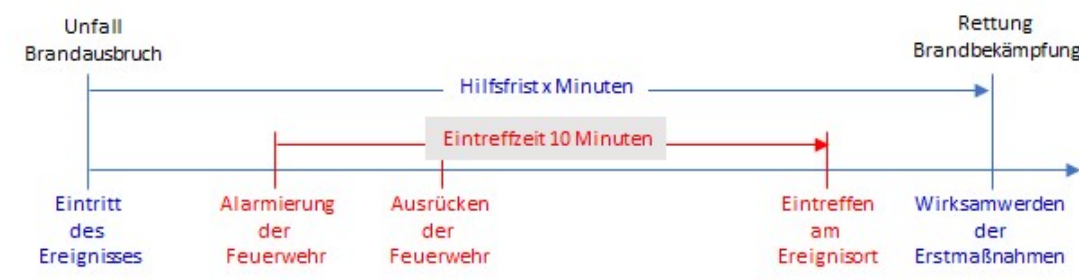 Unfall
Brandausbruch
Rettung
Brandbekämpfung
Hilfsfrist x Minuten
Eintreffzeit 10 Minuten
Eintritt
des
Ereignisses
Alarmierung
der
Feuerwehr
Ausrücken
der
Feuerwehr
Eintreffen
am
Ereignisort
Wirksamwerden
der
Erstmaßnahmen